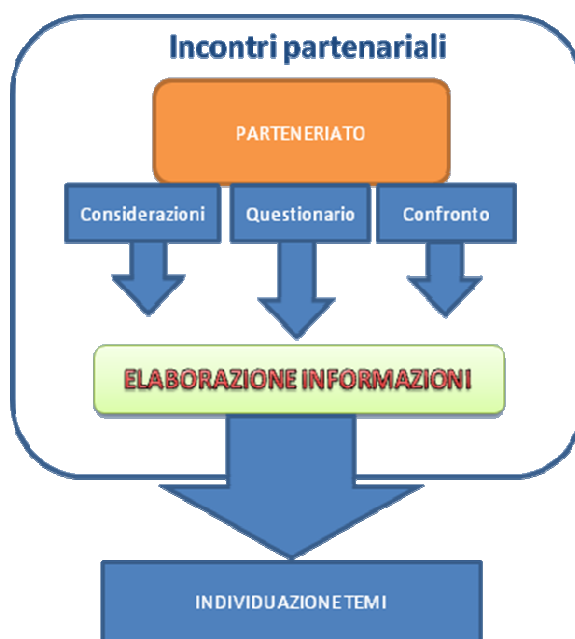 Incontri partenariali
PARTENERIATO
Considerazioni
Questionario
Confronto
ELABORAZIONE INFORMAZIONI
INDIVIDUAZIONE TEMI